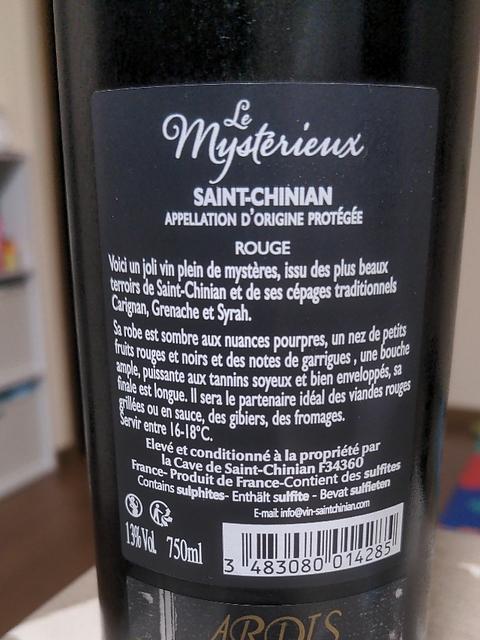 Le
Mystérieux
SAINT-CHINIAN
APPELLATION D'ORIGINE PROTÉGÉE
ROUGE
Voici un joli vin plein de mystères, issu des plus beaux
terroirs de Saint-Chinian et de ses cépages traditionnels
Carignan, Grenache et Syrah.
Sa robe est sombre aux nuances pourpres, un nez de petits
fruits rouges et noirs et des notes de garrigues , une bouche
ample, puissante aux tannins soyeux et bien enveloppés, sa
finale est longue. Il sera le partenaire idéal des viandes rouges
grillées ou en sauce, des gibiers, des fromages.
Servir entre 16-18°C.
Elevé et conditionné à la propriété par
la Cave de Saint-Chinian F34360
France- Produit de France-Contient des sulfites
Contains sulphites- Enthält sulfite - Bevat sulfieten
E-mail: info@vin-saintchinian.com
13% Vol. 750ml
3 483080 014285
ARDIS